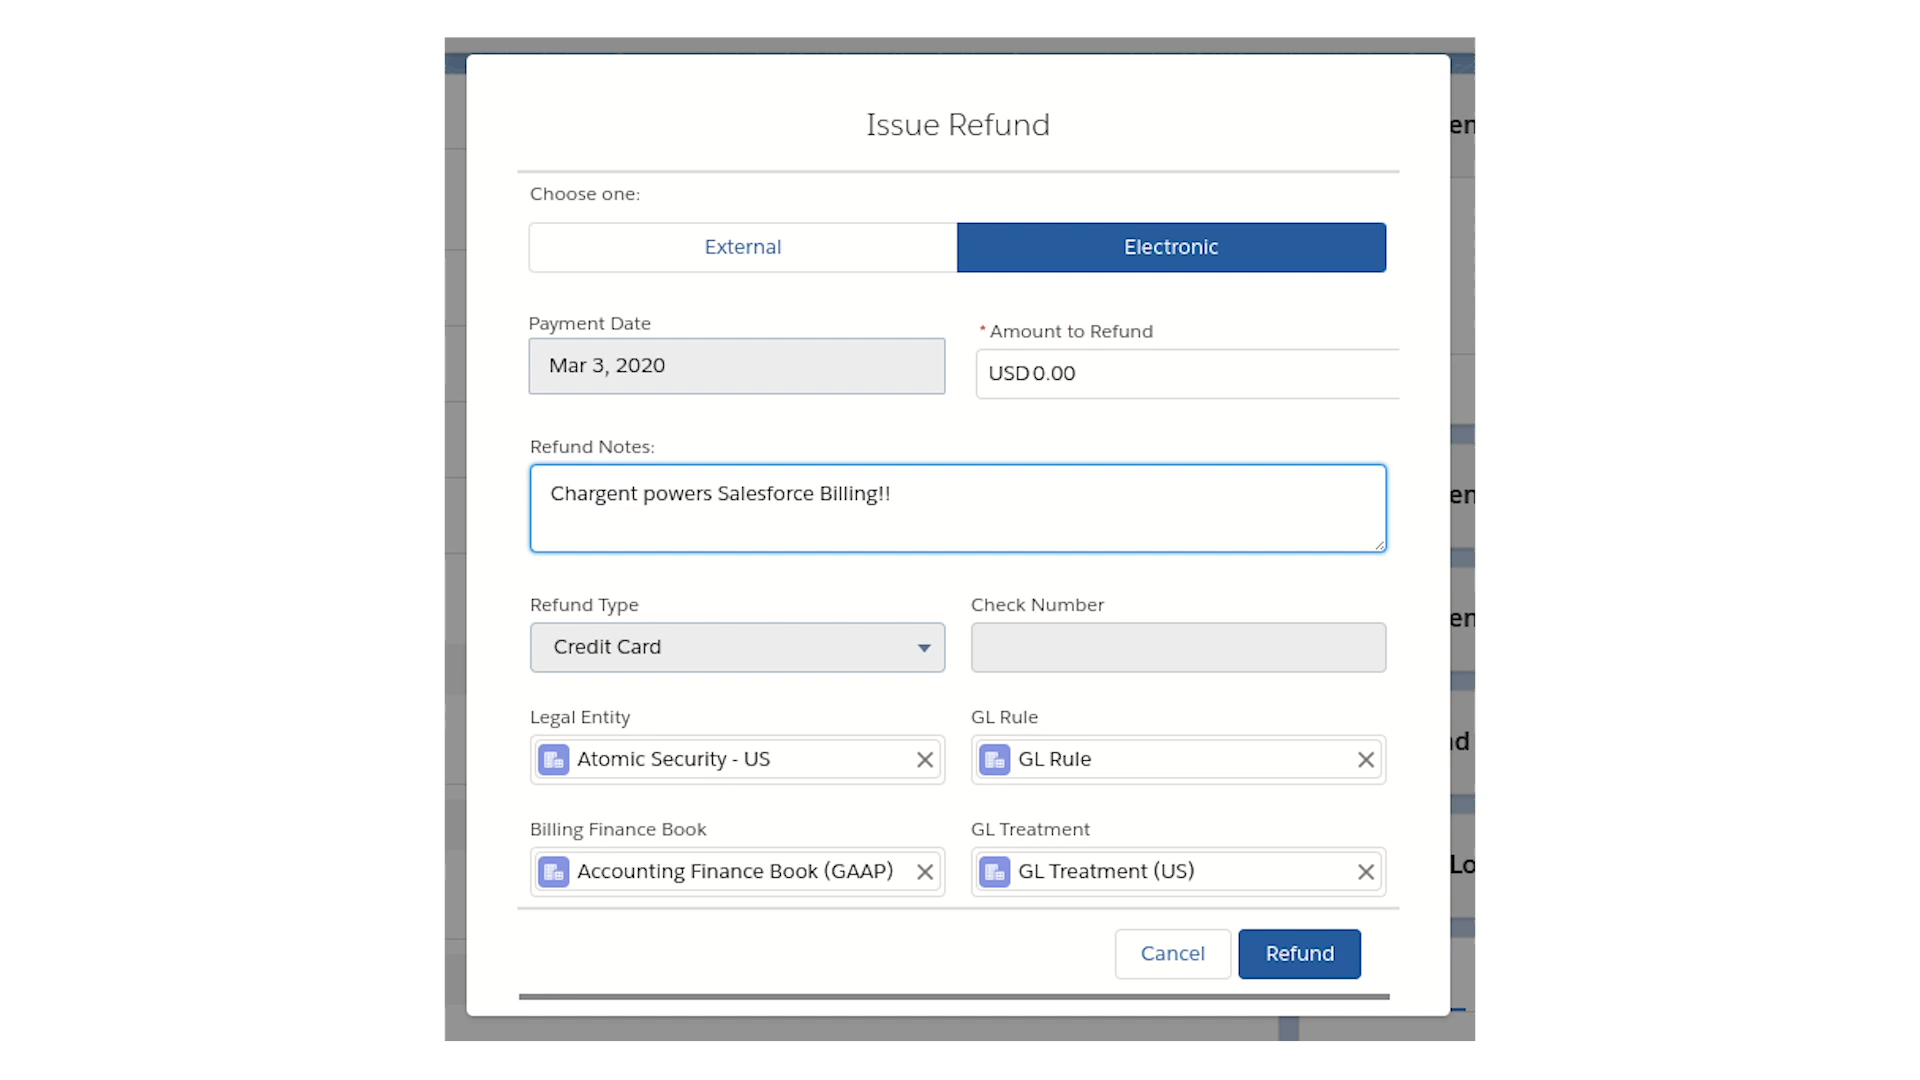 Issue Refund
Choose one:
External Electronic
Payment Date
* Amount to Refund
Mar 3, 2020
USD 0.00
Refund Notes:
Chargent powers Salesforce Billing!!
Refund Type Check Number
Credit Card
Legal Entity GL Rule
Atomic Security - US GL Rule
Billing Finance Book GL Treatment
Accounting Finance Book (GAAP) GL Treatment (US)
Cancel Refund